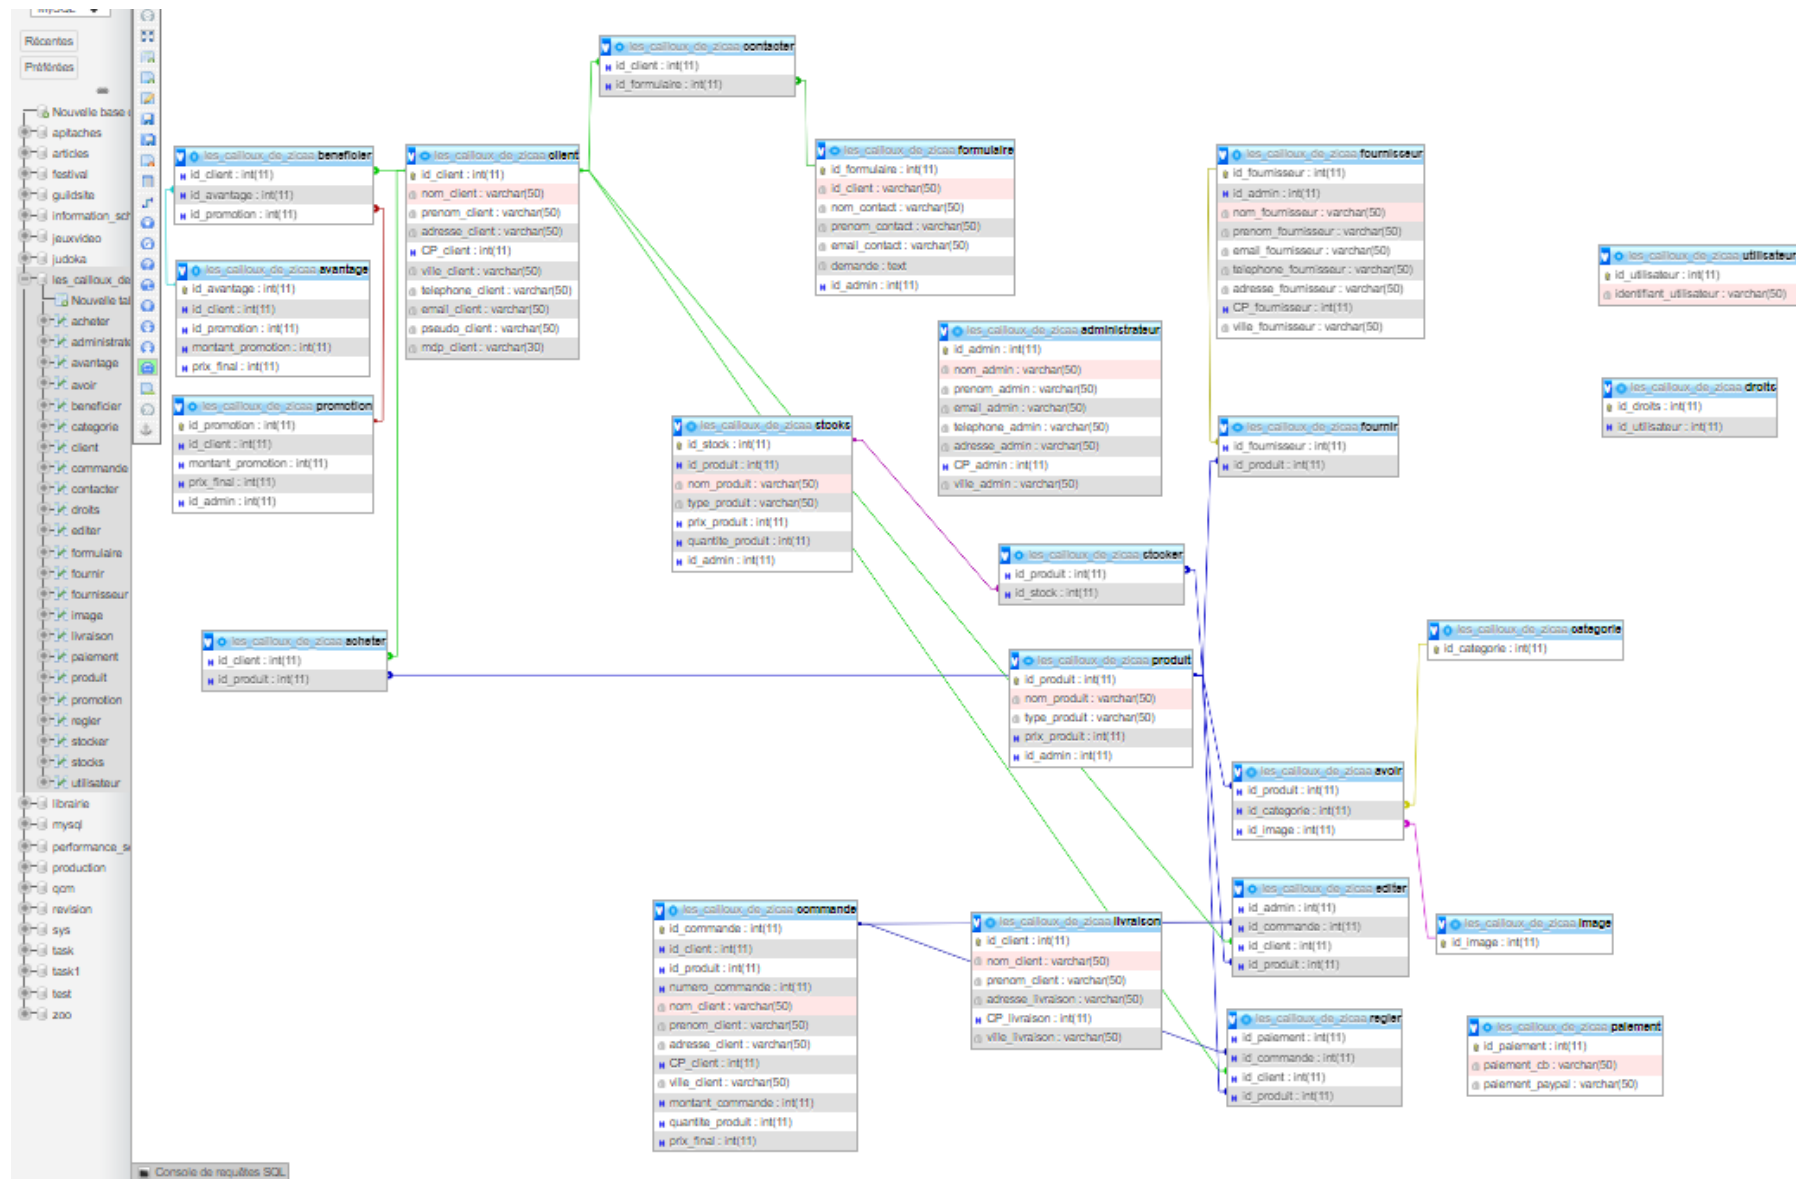 MySQL
Récentes
Préférées
Nouvelle base
apitaches
articles
festival
guildsite
information_sch
jeuxvideo
judoka
les_cailloux_de
Nouvelle tal
acheter
administrate
avantage
avoir
beneficier
categorie
client
commande
contacter
droits
editer
formulaire
fournir
fournisseur
image
livraison
paiement
produit
promotion
regler
stocker
stocks
utilisateur
librairie
mysql
performance_s
production
qcm
revision
sys
task
task1
test
zoo
les_cailloux_de_zicaa contacter
id_client : int(11)
id_formulaire : int(11)
les_cailloux_de_zicaa beneficier
id_client : int(11)
id_avantage : int(11)
id_promotion : int(11)
les_cailloux_de_zicaa avantage
id_avantage : int(11)
id_client : int(11)
id_promotion : int(11)
montant_promotion : int(11)
prix_final : int(11)
les_cailloux_de_zicaa promotion
id_promotion : int(11)
id_client : int(11)
montant_promotion : int(11)
prix_final : int(11)
id_admin : int(11)
les_cailloux_de_zicaa client
id_client : int(11)
nom_client : varchar(50)
prenom_client : varchar(50)
adresse_client : varchar(50)
CP_client : int(11)
ville_client : varchar(50)
telephone_client : varchar(50)
email_client : varchar(50)
pseudo_client : varchar(50)
mdp_client : varchar(30)
les_cailloux_de_zicaa formulaire
id_formulaire : int(11)
id_client : varchar(50)
nom_contact : varchar(50)
prenom_contact : varchar(50)
email_contact : varchar(50)
demande : text
id_admin : int(11)
les_cailloux_de_zicaa fournisseur
id_fournisseur : int(11)
id_admin : int(11)
nom_fournisseur : varchar(50)
prenom_fournisseur : varchar(50)
email_fournisseur : varchar(50)
telephone_fournisseur : varchar(50)
adresse_fournisseur : varchar(50)
CP_fournisseur : int(11)
ville_fournisseur : varchar(50)
les_cailloux_de_zicaa utilisateur
id_utilisateur : int(11)
identifiant_utilisateur : varchar(50)
les_cailloux_de_zicaa administrateur
id_admin : int(11)
nom_admin : varchar(50)
prenom_admin : varchar(50)
email_admin : varchar(50)
telephone_admin : varchar(50)
adresse_admin : varchar(50)
CP_admin : int(11)
ville_admin : varchar(50)
les_cailloux_de_zicaa droits
id_droits : int(11)
id_utilisateur : int(11)
les_cailloux_de_zicaa stocks
id_stock : int(11)
id_produit : int(11)
nom_produit : varchar(50)
type_produit : varchar(50)
prix_produit : int(11)
quantite_produit : int(11)
id_admin : int(11)
les_cailloux_de_zicaa fournir
id_fournisseur : int(11)
id_produit : int(11)
les_cailloux_de_zicaa stocker
id_produit : int(11)
id_stock : int(11)
les_cailloux_de_zicaa acheter
id_client : int(11)
id_produit : int(11)
les_cailloux_de_zicaa produit
id_produit : int(11)
nom_produit : varchar(50)
type_produit : varchar(50)
prix_produit : int(11)
id_admin : int(11)
les_cailloux_de_zicaa categorie
id_categorie : int(11)
les_cailloux_de_zicaa avoir
id_produit : int(11)
id_categorie : int(11)
id_image : int(11)
les_cailloux_de_zicaa editer
id_admin : int(11)
id_commande : int(11)
id_client : int(11)
id_produit : int(11)
les_cailloux_de_zicaa image
id_image : int(11)
les_cailloux_de_zicaa commande
id_commande : int(11)
id_client : int(11)
id_produit : int(11)
numero_commande : int(11)
nom_client : varchar(50)
prenom_client : varchar(50)
adresse_client : varchar(50)
CP_client : int(11)
ville_client : varchar(50)
montant_commande : int(11)
quantite_produit : int(11)
prix_final : int(11)
les_cailloux_de_zicaa livraison
id_client : int(11)
nom_client : varchar(50)
prenom_client : varchar(50)
adresse_livraison : varchar(50)
CP_livraison : int(11)
ville_livraison : varchar(50)
les_cailloux_de_zicaa regler
id_paiement : int(11)
id_commande : int(11)
id_client : int(11)
id_produit : int(11)
les_cailloux_de_zicaa paiement
id_paiement : int(11)
paiement_cb : varchar(50)
paiement_paypal : varchar(50)
Console de requêtes SQL